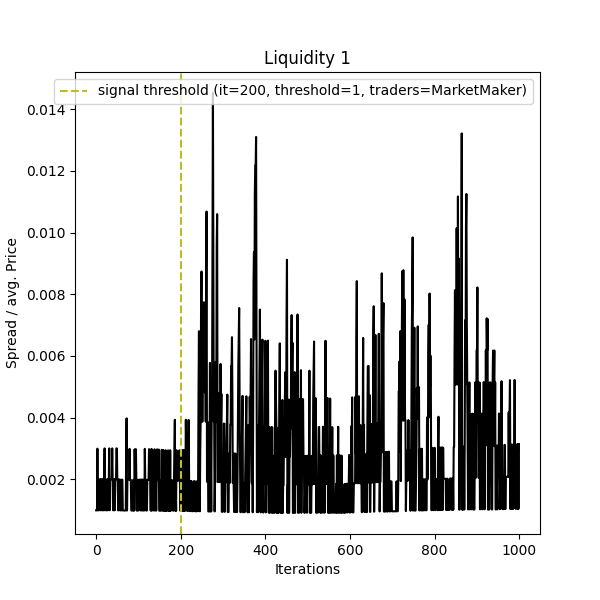 Liquidity 1
signal threshold (it=200, threshold=1, traders=MarketMaker)
0.014
0.012
0.010
0.008
0.006
0.004
0.002
Spread / avg. Price
0 200 400 600 800 1000
Iterations